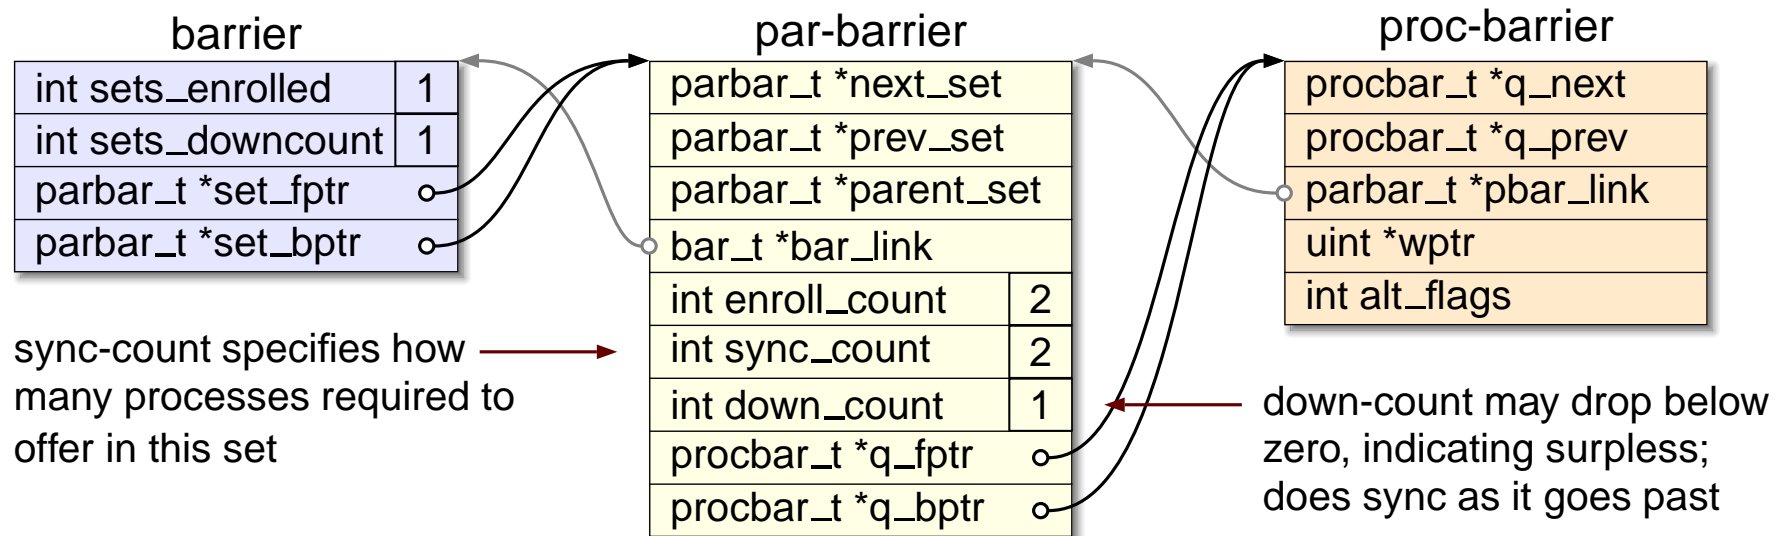 barrier
int sets_enrolled 1
int sets_downcount 1
parbar_t *set_fptr
parbar_t *set_bptr
sync-count specifies how
many processes required to
offer in this set
par-barrier
parbar_t *next_set
parbar_t *prev_set
parbar_t *parent_set
bar_t *bar_link
int enroll_count 2
int sync_count 2
int down_count 1
procbar_t *q_fptr
procbar_t *q_bptr
proc-barrier
procbar_t *q_next
procbar_t *q_prev
parbar_t *pbar_link
uint *wptr
int alt_flags
down-count may drop below
zero, indicating surpless;
does sync as it goes past